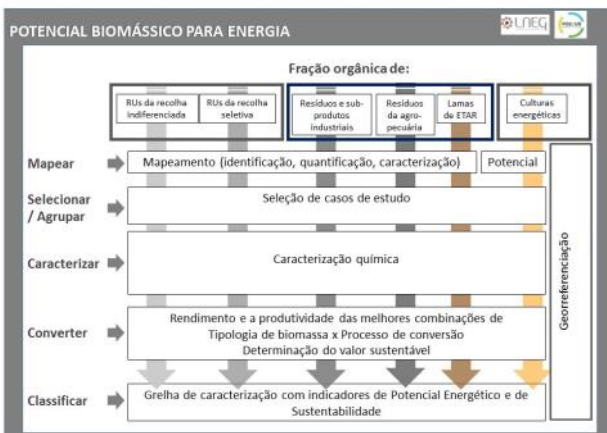 POTENCIAL BIOMÁSSICO PARA ENERGIA
LNEG
Fração orgânica de:
RUs da recolha
indiferenciada
RUs da recolha
seletiva
Resíduos e sub-
produtos
industriais
Resíduos
da agro-
pecuária
Lamas
de ETAR
Culturas
energéticas
Mapear
Mapeamento (identificação, quantificação, caracterização)
Potencial
Selecionar
/ Agrupar
Seleção de casos de estudo
Caracterizar
Caracterização química
Converter
Rendimento e a produtividade das melhores combinações de
Tipologia de biomassa x Processo de conversão
Determinação do valor sustentável
Classificar
Grelha de caracterização com indicadores de Potencial Energético e de
Sustentabilidade
Georreferenciação